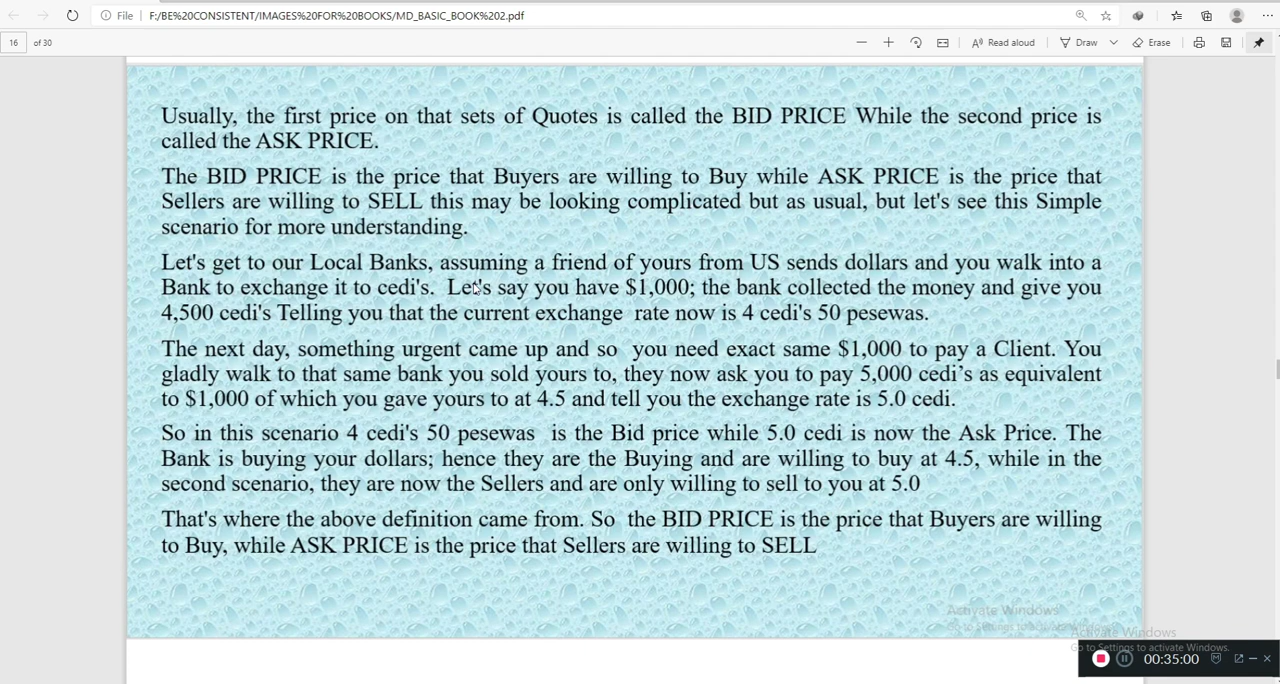 File F:/BE%20CONSISTENT/IMAGES%20FOR%20BOOKS/MD_BASIC_BOOK%202.pdf
16 of 30 Read aloud Draw Erase
Usually, the first price on that sets of Quotes is called the BID PRICE While the second price is
called the ASK PRICE.
The BID PRICE is the price that Buyers are willing to Buy while ASK PRICE is the price that
Sellers are willing to SELL this may be looking complicated but as usual, but let's see this Simple
scenario for more understanding.
Let's get to our Local Banks, assuming a friend of yours from US sends dollars and you walk into a
Bank to exchange it to cedi's. Let's say you have $1,000; the bank collected the money and give you
4,500 cedi's Telling you that the current exchange rate now is 4 cedi's 50 pesewas.
The next day, something urgent came up and so you need exact same $1,000 to pay a Client. You
gladly walk to that same bank you sold yours to, they now ask you to pay 5,000 cedi’s as equivalent
to $1,000 of which you gave yours to at 4.5 and tell you the exchange rate is 5.0 cedi.
So in this scenario 4 cedi's 50 pesewas is the Bid price while 5.0 cedi is now the Ask Price. The
Bank is buying your dollars; hence they are the Buying and are willing to buy at 4.5, while in the
second scenario, they are now the Sellers and are only willing to sell to you at 5.0
That's where the above definition came from. So the BID PRICE is the price that Buyers are willing
to Buy, while ASK PRICE is the price that Sellers are willing to SELL
Activate Windows
Activate Windows
Go to Settings to activate Windows.
00:35:00